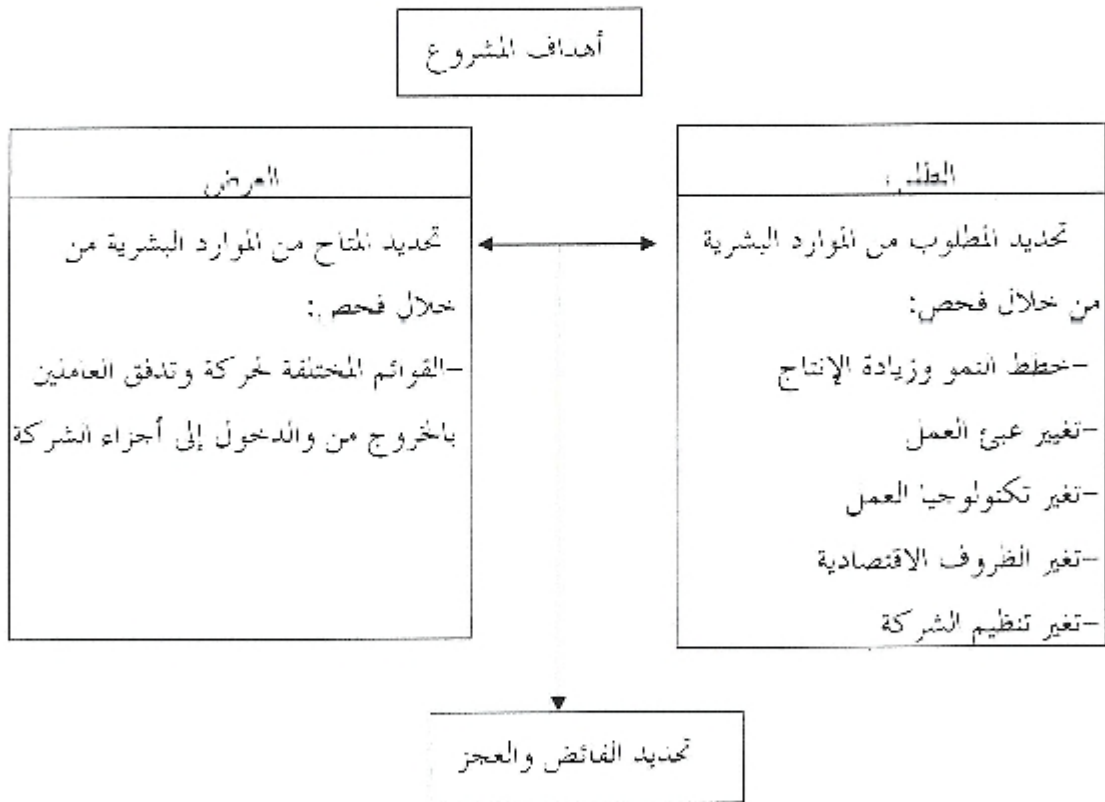 أهداف المشروع
الطلب
تحديد المطلوب من الموارد البشرية
من خلال فحص:
-خطط النمو وزيادة الإنتاج
-تغيير عبئ العمل
-تغير تكنولوجيا العمل
-تغير الظروف الاقتصادية
-تغير تنظيم الشركة
العرض
تحديد المتاح من الموارد البشرية من
خلال فحص:
-القوائم المختلفة لحركة وتدفق العاملين
بالخروج من والدخول إلى أجزاء الشركة
تحديد الفائض والعجز